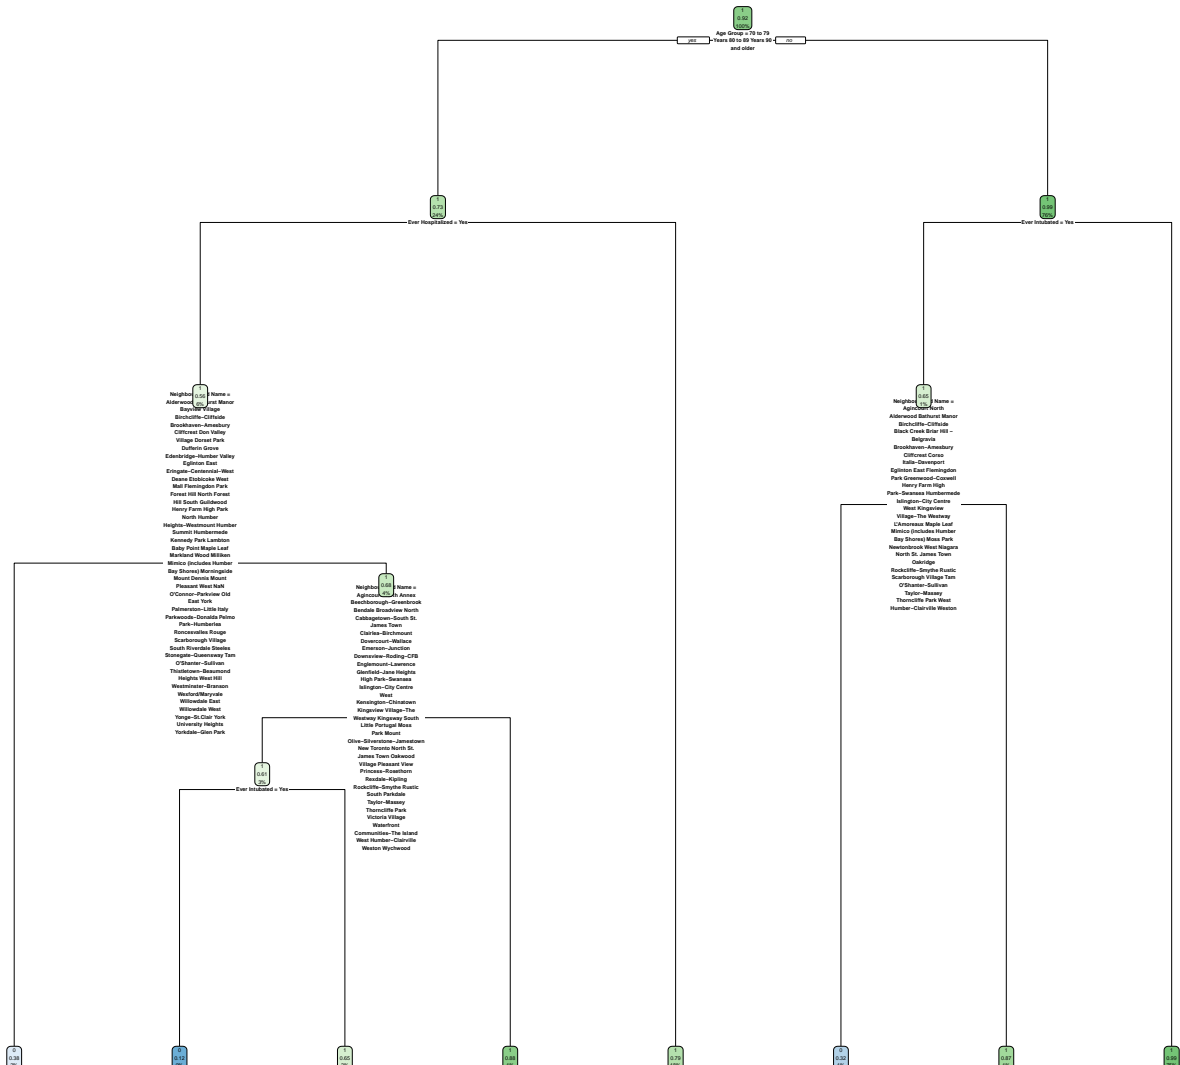 1
0.92
100%
Age Group = 70 to 79
yes
Years 80 to 89 Years 90
no
and older
1
0.73
24%
Ever Hospitalized = Yes
1
0.99
76%
Ever Intubated = Yes
1
0.56
6%
Name =
Alderwood
Manor
Bayview Village
Birchcliffe–Cliffside
Brookhaven–Amesbury
Cliffcrest Don Valley
Village Dorset Park
Dufferin Grove
Edenbridge–Humber Valley
Eglinton East
Eringate–Centennial–West
Deane Etobicoke West
Mall Flemingdon Park
Forest Hill North Forest
Hill South Guildwood
Henry Farm High Park
North Humber
Heights–Westmount Humber
Summit Humbermede
Kennedy Park Lambton
Baby Point Maple Leaf
Markland Wood Milliken
Mimico (includes Humber
Bay Shores) Morningside
Mount Dennis Mount
Pleasant West NaN
O'Connor–Parkview Old
East York
Palmerston–Little Italy
Parkwoods–Donalda Pelmo
Park–Humberlea
Roncesvalles Rouge
Scarborough Village
South Riverdale Steeles
Stonegate–Queensway Tam
O'Shanter–Sullivan
Thistletown–Beaumond
Heights West Hill
Westminster–Branson
Wexford/Maryvale
Willowdale East
Willowdale West
Yonge–St.Clair York
University Heights
Yorkdale–Glen Park
1
0.65
1%
Name =
Agincourt North
Alderwood Bathurst Manor
Birchcliffe–Cliffside
Black Creek Briar Hill –
Belgravia
Brookhaven–Amesbury
Cliffcrest Corso
Italia–Davenport
Eglinton East Flemingdon
Park Greenwood–Coxwell
Henry Farm High
Park–Swansea Humbermede
Islington–City Centre
West Kingsview
Village–The Westway
L'Amoreaux Maple Leaf
Mimico (includes Humber
Bay Shores) Moss Park
Newtonbrook West Niagara
North St. James Town
Oakridge
Rockcliffe–Smythe Rustic
Scarborough Village Tam
O'Shanter–Sullivan
Taylor–Massey
Thorncliffe Park West
Humber–Clairville Weston
1
0.68
4%
Name =
Annex
Beechborough–Greenbrook
Bendale Broadview North
Cabbagetown–South St.
James Town
Clairlea–Birchmount
Dovercourt–Wallace
Emerson–Junction
Downsview–Roding–CFB
Englemount–Lawrence
Glenfield–Jane Heights
High Park–Swansea
Islington–City Centre
West
Kensington–Chinatown
Kingsview Village–The
Westway Kingsway South
Little Portugal Moss
Park Mount
Olive–Silverstone–Jamestown
New Toronto North St.
James Town Oakwood
Village Pleasant View
Princess–Rosethorn
Rexdale–Kipling
Rockcliffe–Smythe Rustic
South Parkdale
Taylor–Massey
Thorncliffe Park
Victoria Village
Waterfront
Communities–The Island
West Humber–Clairville
Weston Wychwood
1
0.61
3%
Ever Intubated = Yes
0
0.38
0
0.12
1
0.65
1
0.88
1
0.79
0
0.32
1
0.87
1
0.99